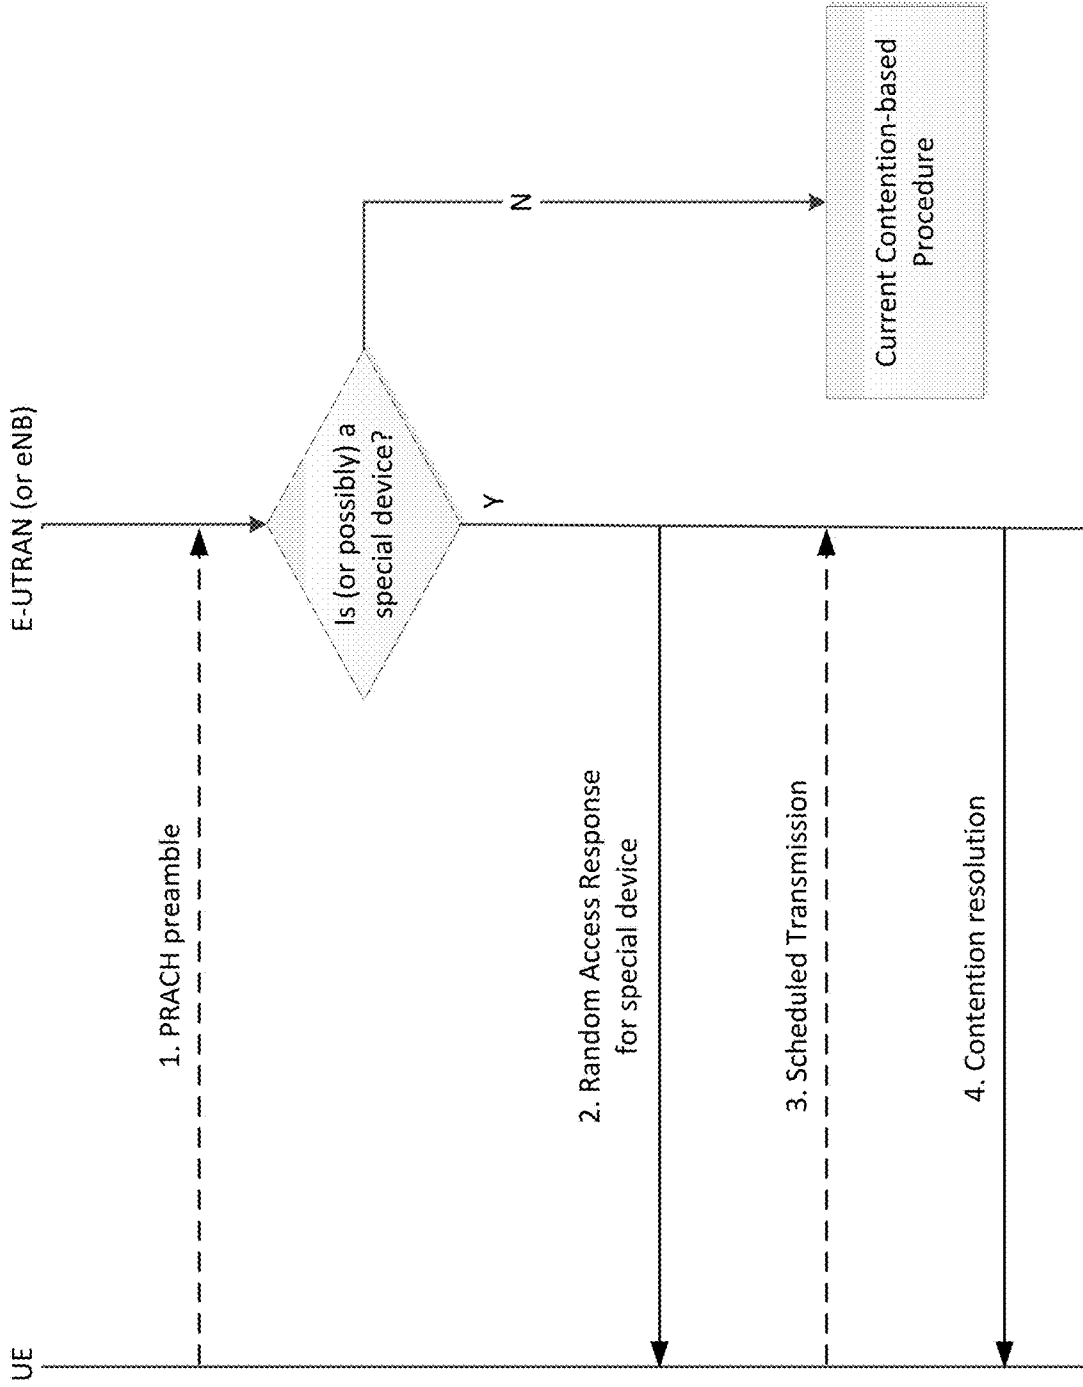 UE
E-UTRAN (or eNB)
1. PRACH preamble
Is (or possibly) a
special device?
Y
N
2. Random Access Response
for special device
3. Scheduled Transmission
Current Contention-based
Procedure
4. Contention resolution